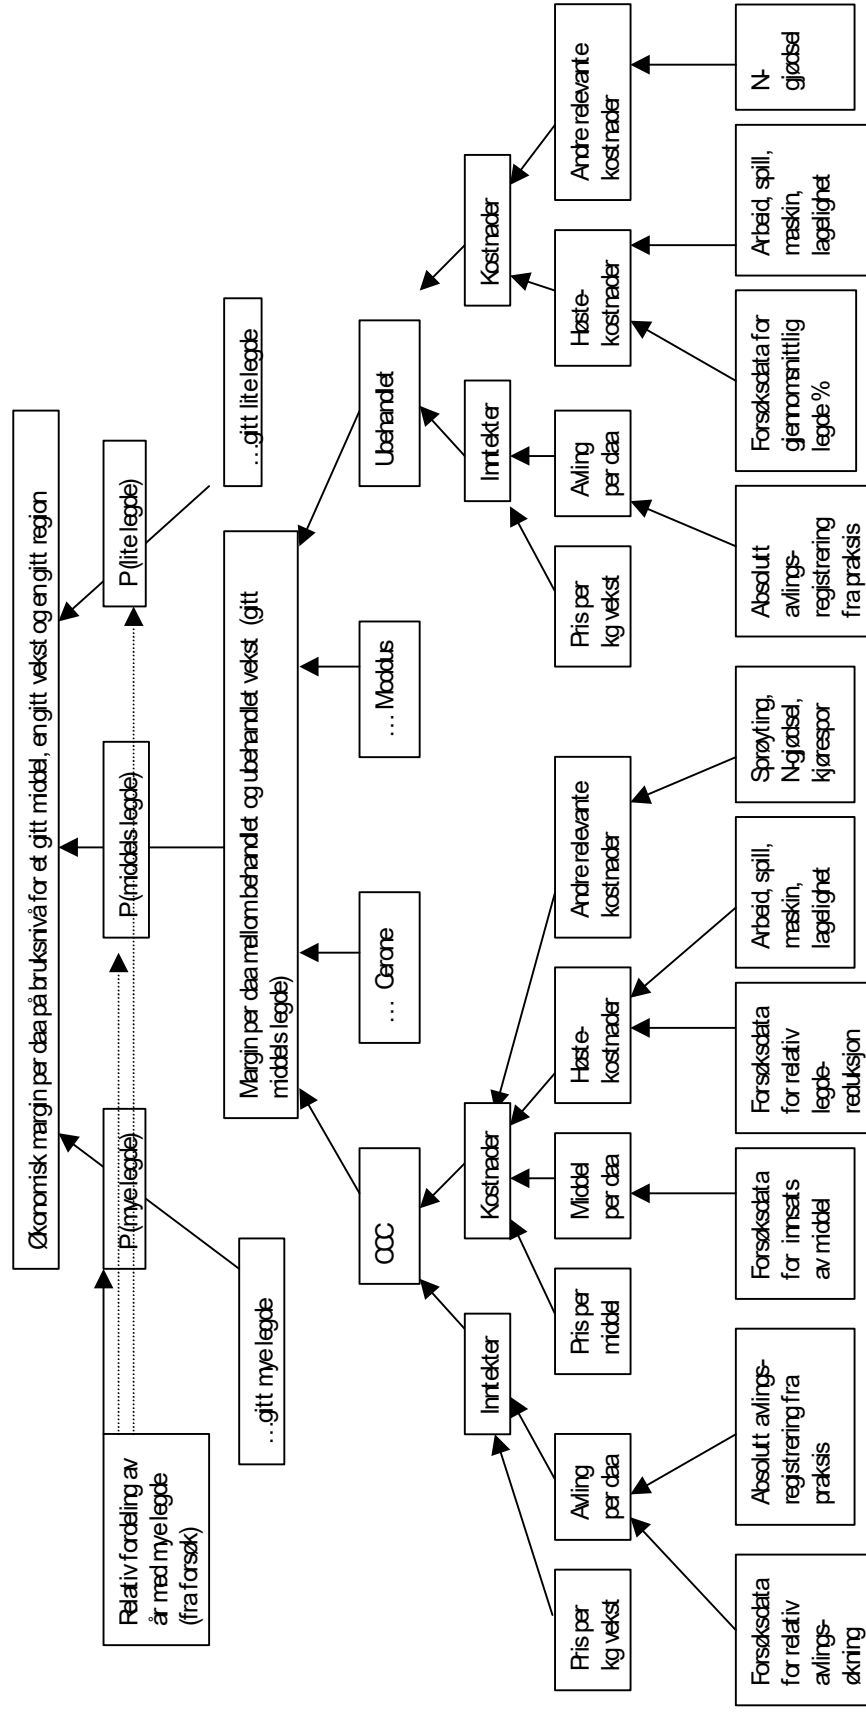 Økonomisk margin per daa på bruksnivå for et gitt middel, en gitt vekst og en gitt region
Relativ fordeling av
år med mye legde
(fra forsøk)
P(mye legde)
P(middels legde)
P(lite legde)
…gitt mye legde
…gitt lite legde
Margin per daa mellom behandlet og ubehandlet vekst (gitt
middels legde)
CCC
… Cerone
… Moddus
Ubehandlet
Inntekter
Kostnader
Inntekter
Kostnader
Pris per
kg vekst
Avling
per daa
Pris per
middel
Middel
per daa
Høste-
kostnader
Andre relevante
kostnader
Pris per
kg vekst
Avling
per daa
Høste-
kostnader
Andre relevante
kostnader
Forsøksdata
for relativ
avlings-
økning
Absolutt avlings-
registrering fra
praksis
Forsøksdata
for innsats
av middel
Forsøksdata
for relativ
legde-
reduksjon
Arbeid, spill,
maskin,
lagelighet
Sprøyting,
N-gjødsel,
kjørespor
Absolutt
avlings-
registrering
fra praksis
Forsøksdata for
gjennomsnittlig
legde %
Arbeid, spill,
maskin,
lagelighet
N-
gjødsel